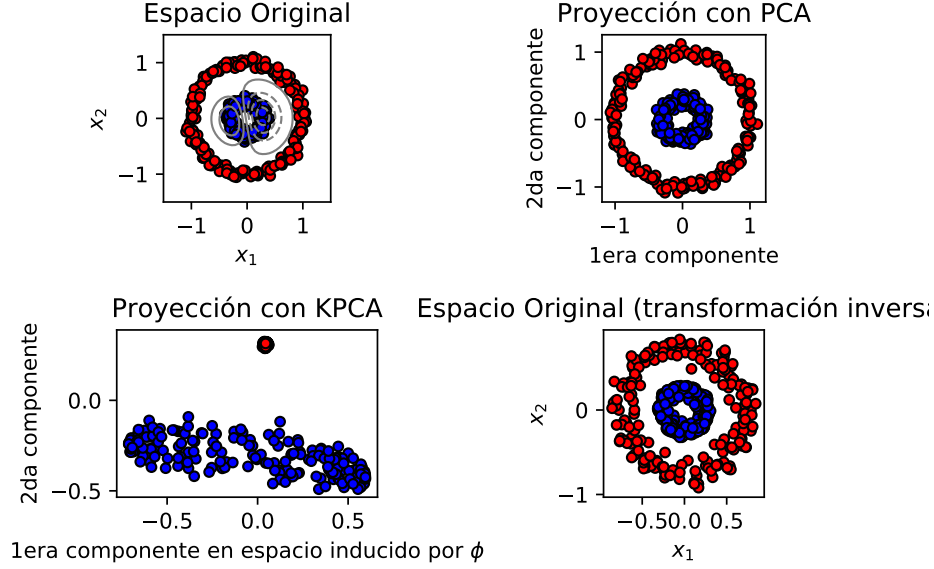 Espacio Original
1
0
−1
x₂
−1 0 1
x₁
Proyección con PCA
1
0
−1
2da componente
−1 0 1
1era componente
Proyección con KPCA
0.0
−0.5
2da componente
−0.5 0.0 0.5
1era componente en espacio inducido por ϕ
Espacio Original (transformación inversa
0
−1
x₂
−0.5 0.0 0.5
x₁